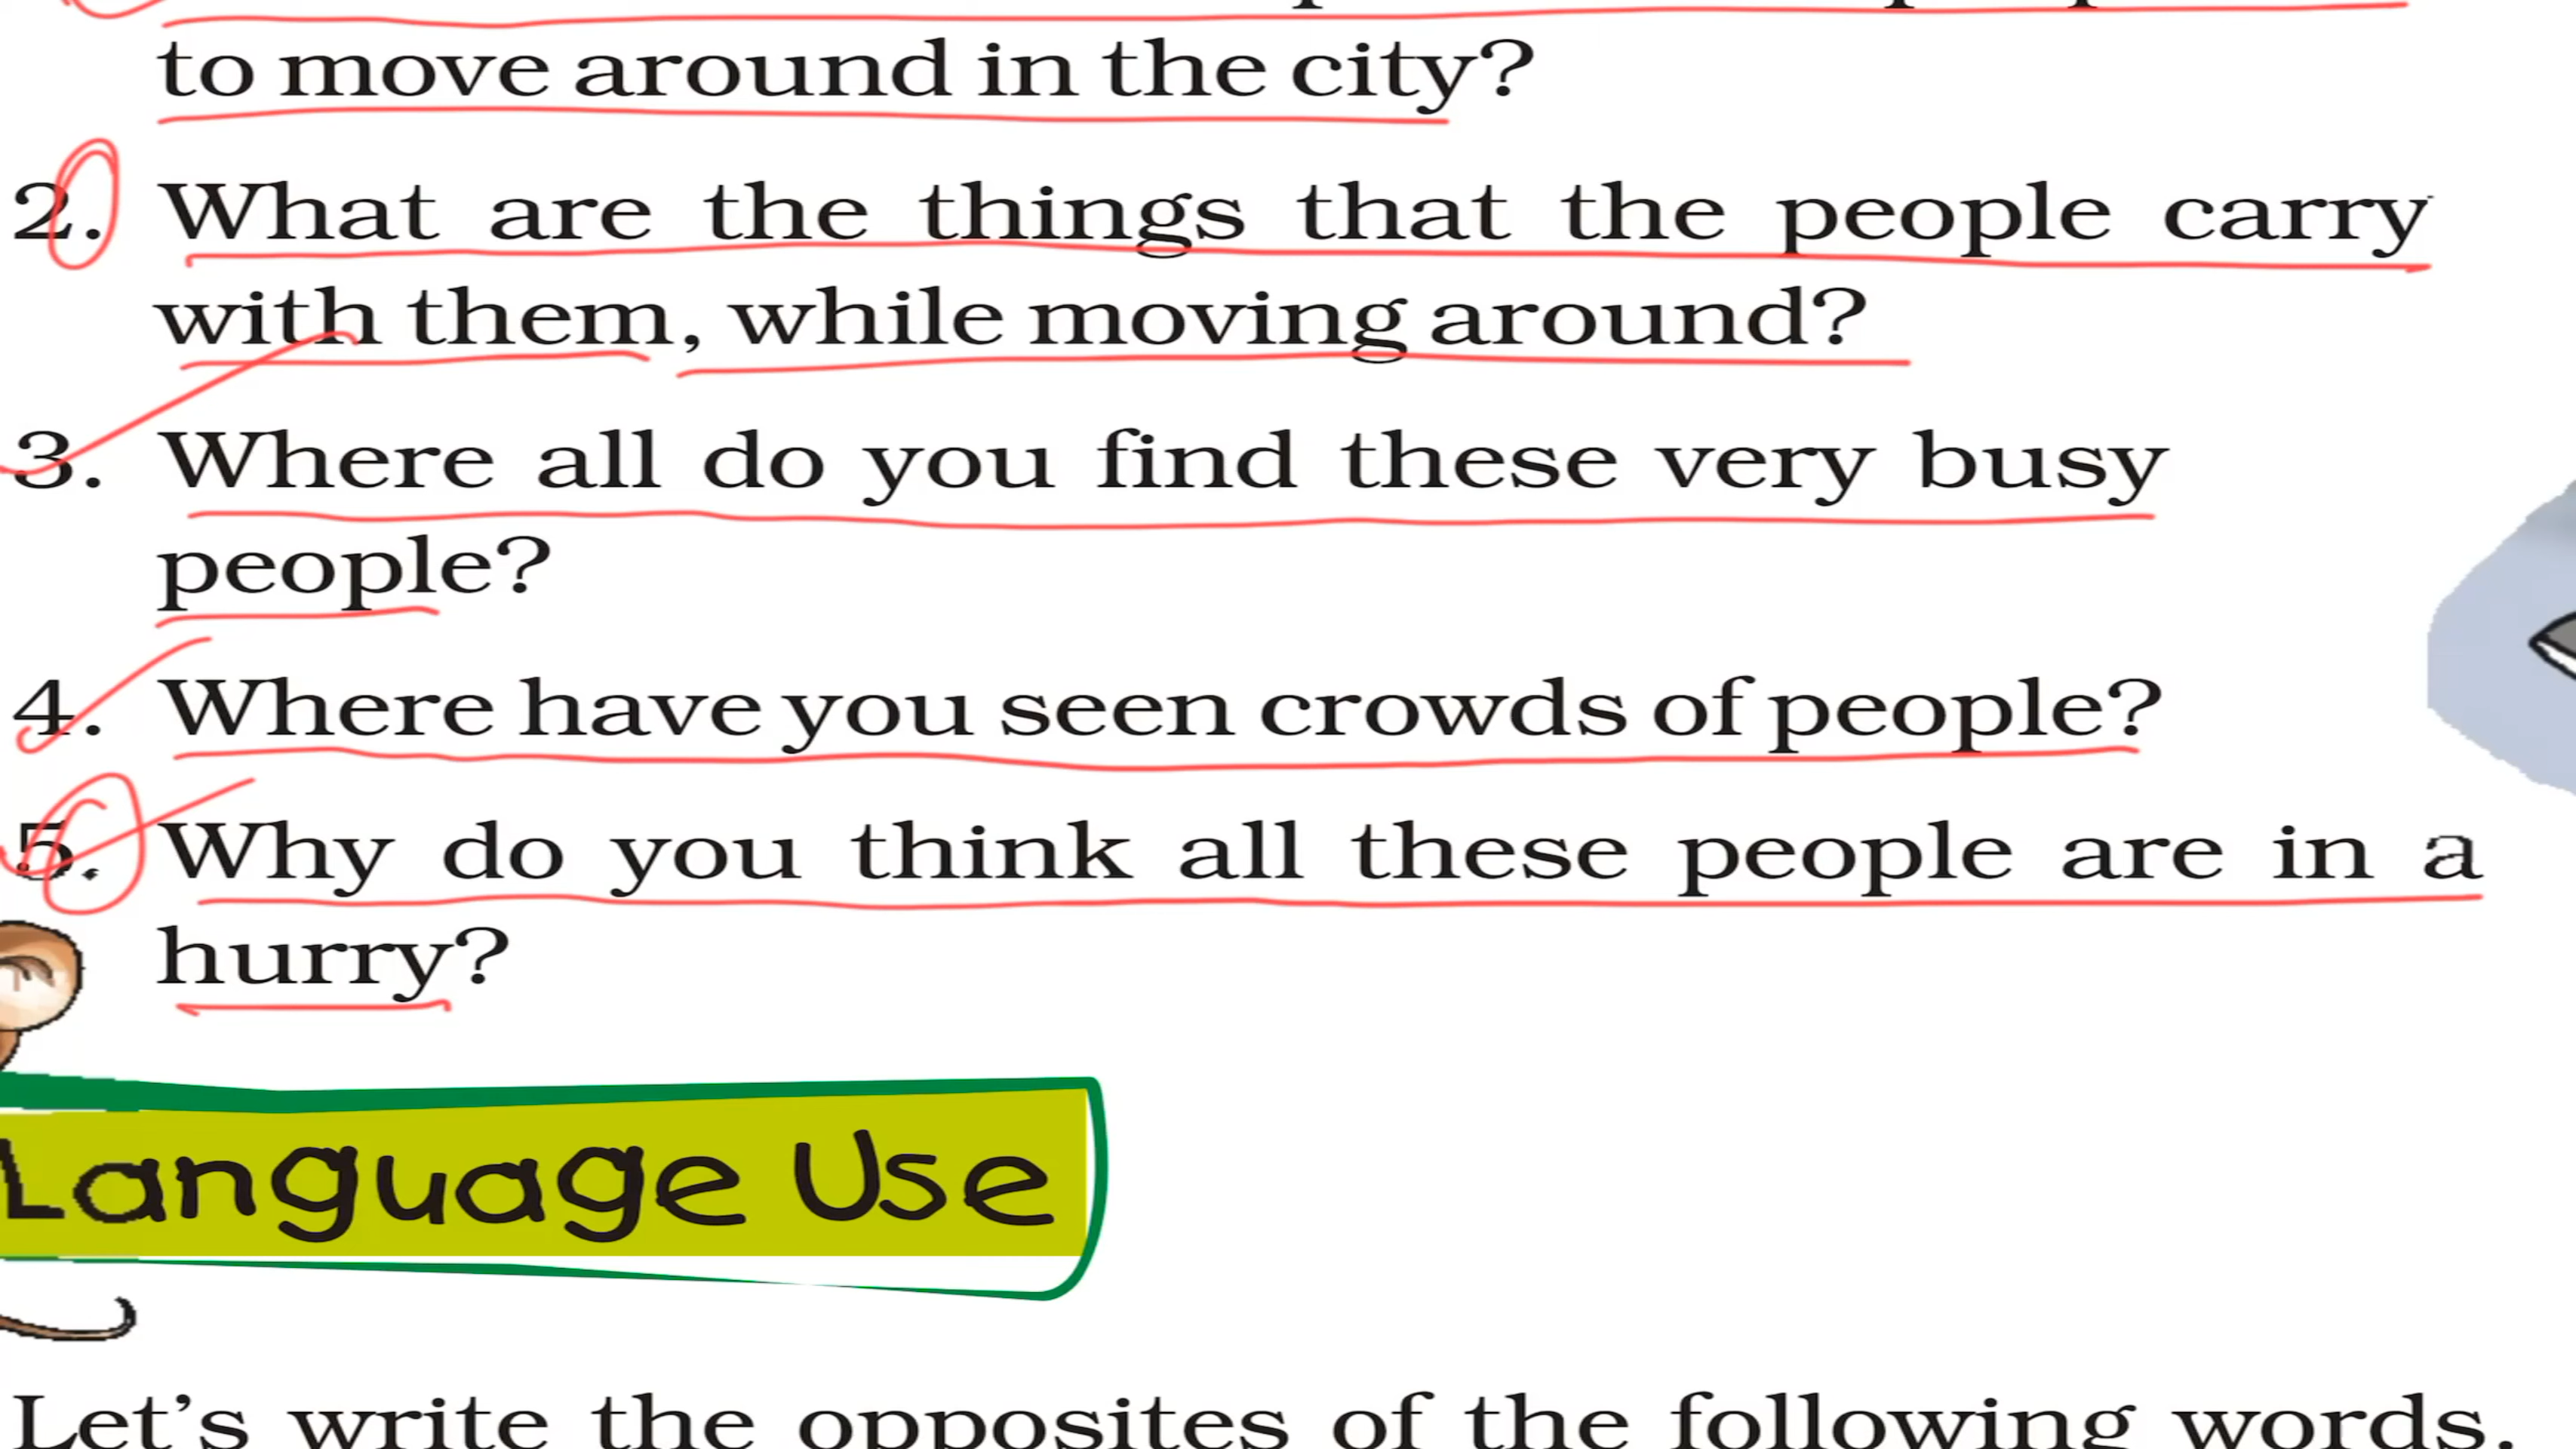 to move around in the city?
2. What are the things that the people carry
with them, while moving around?
3. Where all do you find these very busy
people?
4. Where have you seen crowds of people?
5. Why do you think all these people are in a
hurry?
Language Use
Let's write the opposites of the following words.